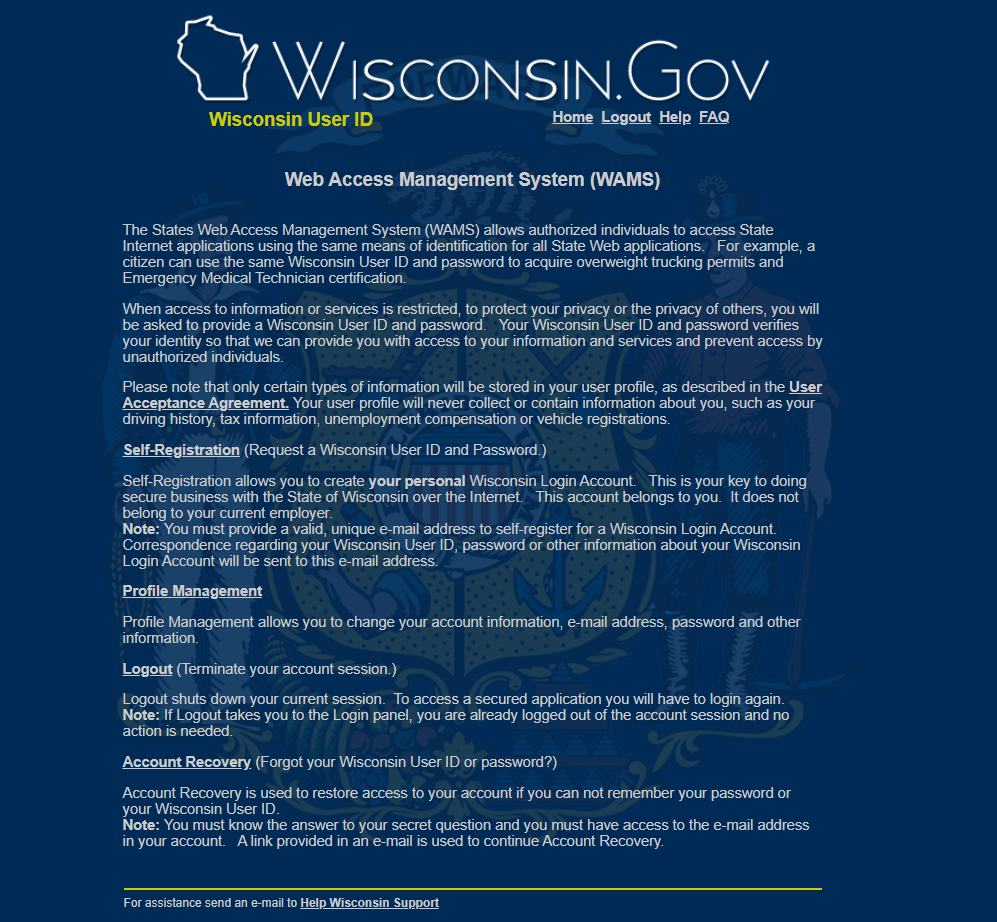 WISCONSIN.GOV
Wisconsin User ID
Home Logout Help FAQ
Web Access Management System (WAMS)
The States Web Access Management System (WAMS) allows authorized individuals to access State
Internet applications using the same means of identification for all State Web applications. For example, a
citizen can use the same Wisconsin User ID and password to acquire overweight trucking permits and
Emergency Medical Technician certification.
When access to information or services is restricted, to protect your privacy or the privacy of others, you will
be asked to provide a Wisconsin User ID and password. Your Wisconsin User ID and password verifies
your identity so that we can provide you with access to your information and services and prevent access by
unauthorized individuals.
Please note that only certain types of information will be stored in your user profile, as described in the User
Acceptance Agreement. Your user profile will never collect or contain information about you, such as your
driving history, tax information, unemployment compensation or vehicle registrations.
Self-Registration (Request a Wisconsin User ID and Password.)
Self-Registration allows you to create your personal Wisconsin Login Account. This is your key to doing
secure business with the State of Wisconsin over the Internet. This account belongs to you. It does not
belong to your current employer.
Note: You must provide a valid, unique e-mail address to self-register for a Wisconsin Login Account.
Correspondence regarding your Wisconsin User ID, password or other information about your Wisconsin
Login Account will be sent to this e-mail address.
Profile Management
Profile Management allows you to change your account information, e-mail address, password and other
information.
Logout (Terminate your account session.)
Logout shuts down your current session. To access a secured application you will have to login again.
Note: If Logout takes you to the Login panel, you are already logged out of the account session and no
action is needed.
Account Recovery (Forgot your Wisconsin User ID or password?)
Account Recovery is used to restore access to your account if you can not remember your password or
your Wisconsin User ID.
Note: You must know the answer to your secret question and you must have access to the e-mail address
in your account. A link provided in an e-mail is used to continue Account Recovery.
For assistance send an e-mail to Help Wisconsin Support